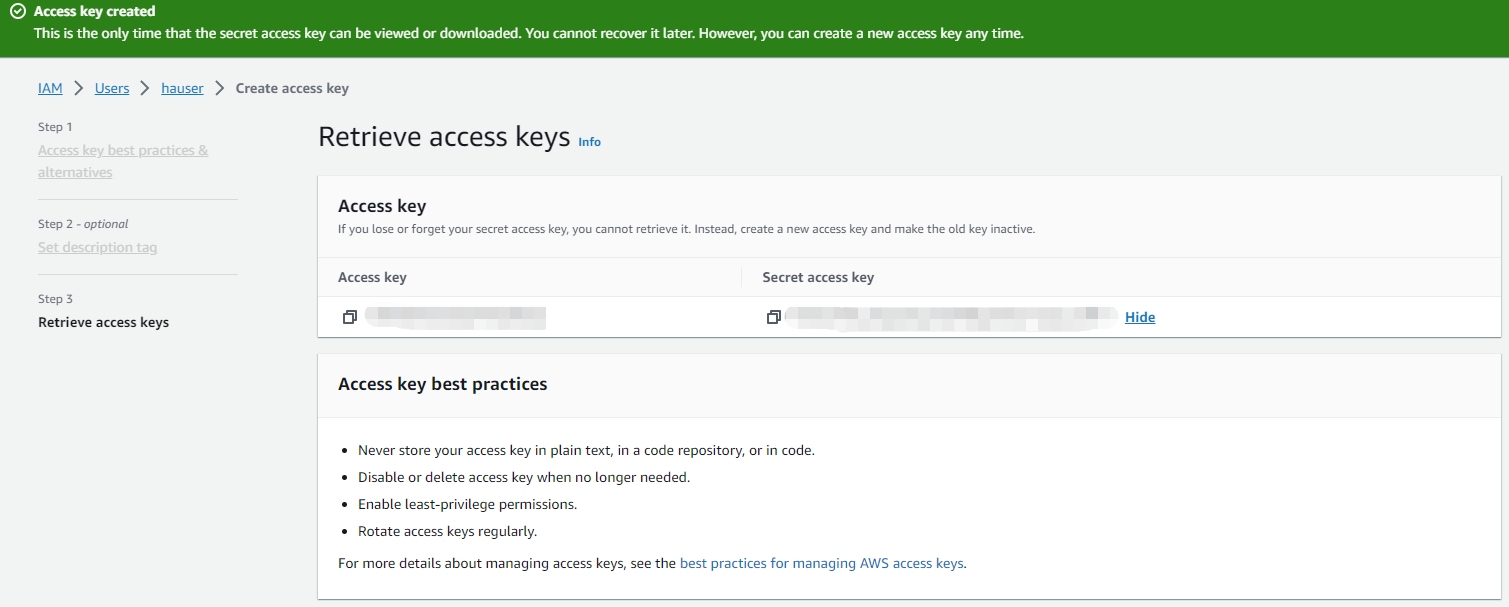 Access key created
This is the only time that the secret access key can be viewed or downloaded. You cannot recover it later. However, you can create a new access key any time.
IAM > Users > hauser > Create access key
Step 1
Access key best practices &
alternatives
Step 2 - optional
Set description tag
Step 3
Retrieve access keys
Retrieve access keys Info
Access key
If you lose or forget your secret access key, you cannot retrieve it. Instead, create a new access key and make the old key inactive.
Access key Secret access key
Hide
Access key best practices
• Never store your access key in plain text, in a code repository, or in code.
• Disable or delete access key when no longer needed.
• Enable least-privilege permissions.
• Rotate access keys regularly.
For more details about managing access keys, see the best practices for managing AWS access keys.